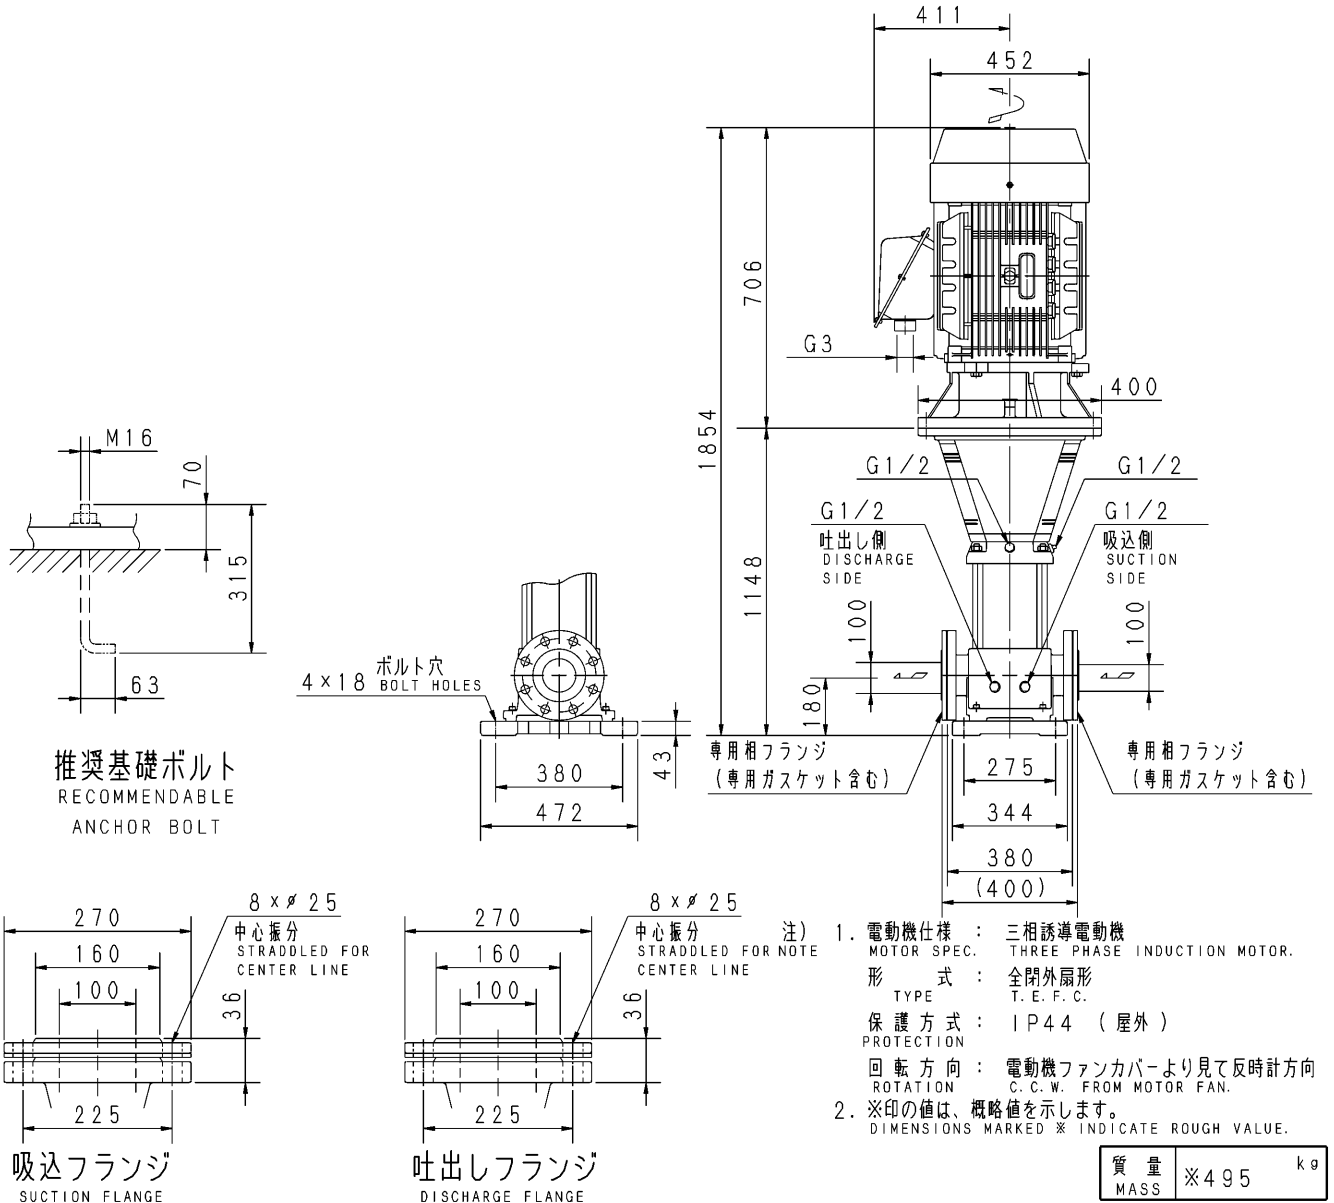 411
452
706
1854
G3
400
G1/2
G1/2
G1/2
吐出し側
DISCHARGE
SIDE
G1/2
吸込側
SUCTION
SIDE
1148
100
100
180
専用相フランジ
(専用ガスケット含む)
専用相フランジ
(専用ガスケット含む)
275
344
380
(400)
M16
70
315
63
推奨基礎ボルト
RECOMMENDABLE
ANCHOR BOLT
ボルト穴
4×18 BOLT HOLES
43
380
472
270
160
100
36
225
8×⌀25
中心振分
STRADDLED FOR
CENTER LINE
吸込フランジ
SUCTION FLANGE
270
160
100
36
225
8×⌀25
中心振分
STRADDLED FOR
CENTER LINE
吐出しフランジ
DISCHARGE FLANGE
注) 1. 電動機仕様 : 三相誘導電動機
NOTE MOTOR SPEC. THREE PHASE INDUCTION MOTOR.
形 式 : 全閉外扇形
TYPE T.E.F.C.
保護方式 : IP44 (屋外)
PROTECTION
回転方向 : 電動機ファンカバーより見て反時計方向
ROTATION C.C.W. FROM MOTOR FAN.
2. ※印の値は、概略値を示します。
DIMENSIONS MARKED ※ INDICATE ROUGH VALUE.
質量 ※495 kg
MASS